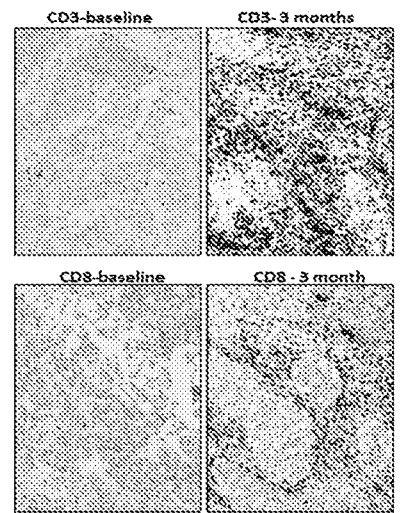 CD3-baseline
CD3- 3 months
CD8-baseline
CD8 - 3 month